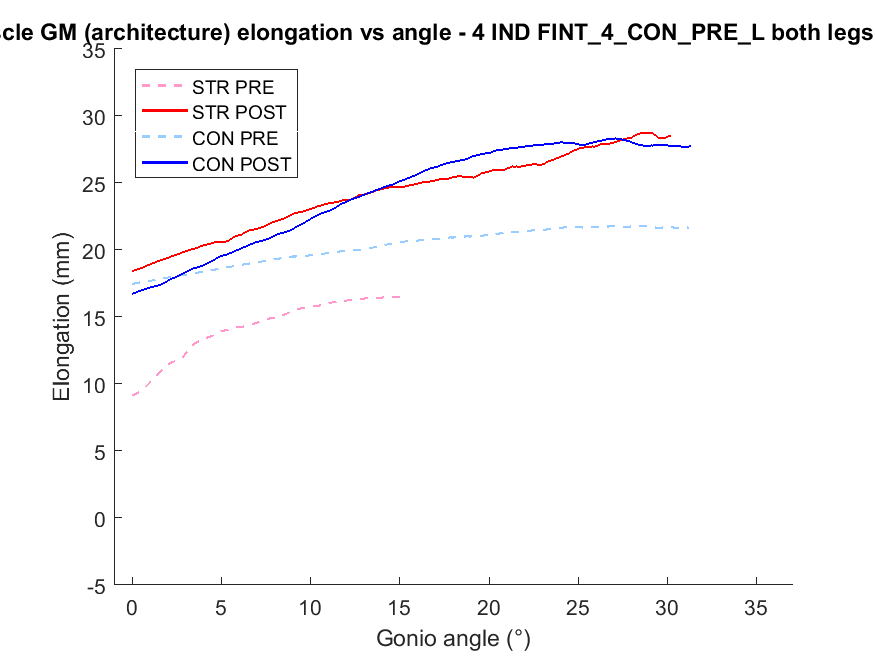 cle GM (architecture) elongation vs angle - 4 IND FINT_4_CON_PRE_L both legs
35
30
25
20
15
10
5
0
-5
Elongation (mm)
STR PRE
STR POST
CON PRE
CON POST
0 5 10 15 20 25 30 35
Gonio angle (°)